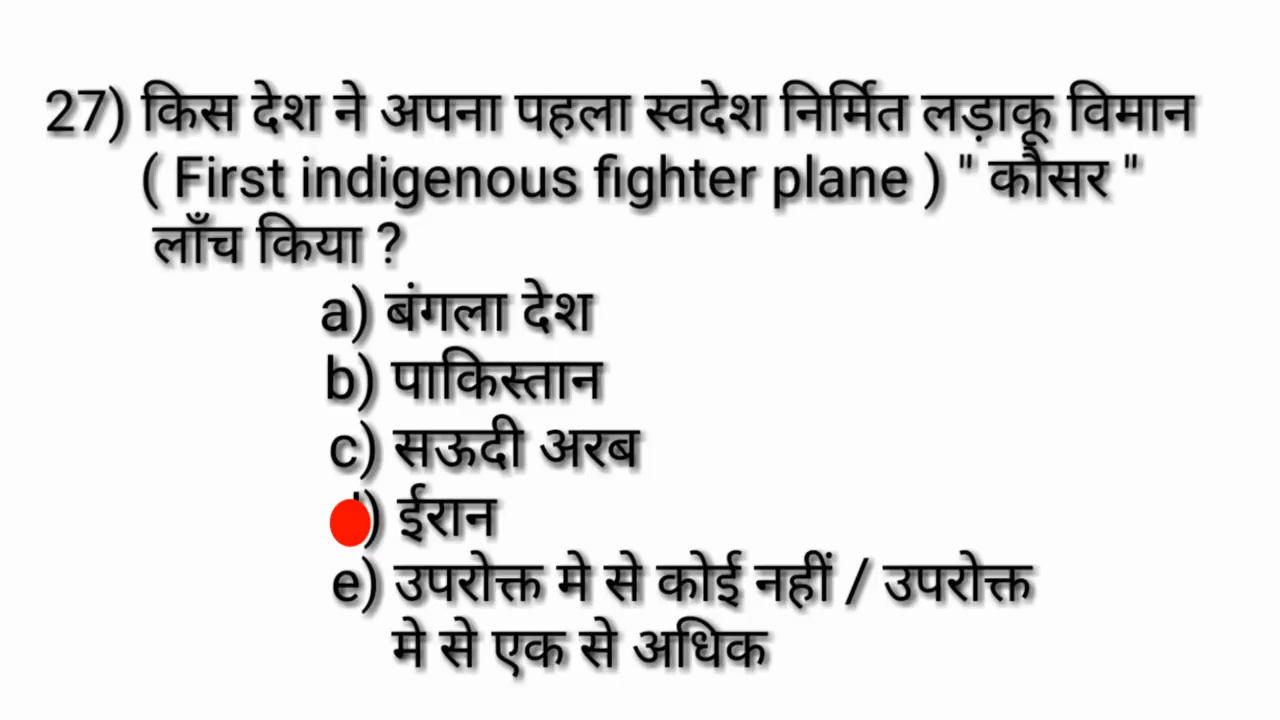 27) किस देश ने अपना पहला स्वदेश निर्मित लड़ाकू विमान
( First indigenous fighter plane ) " कौसर "
लाँच किया ?
a) बंगला देश
b) पाकिस्तान
c) सऊदी अरब
d) ईरान
e) उपरोक्त मे से कोई नहीं / उपरोक्त
मे से एक से अधिक